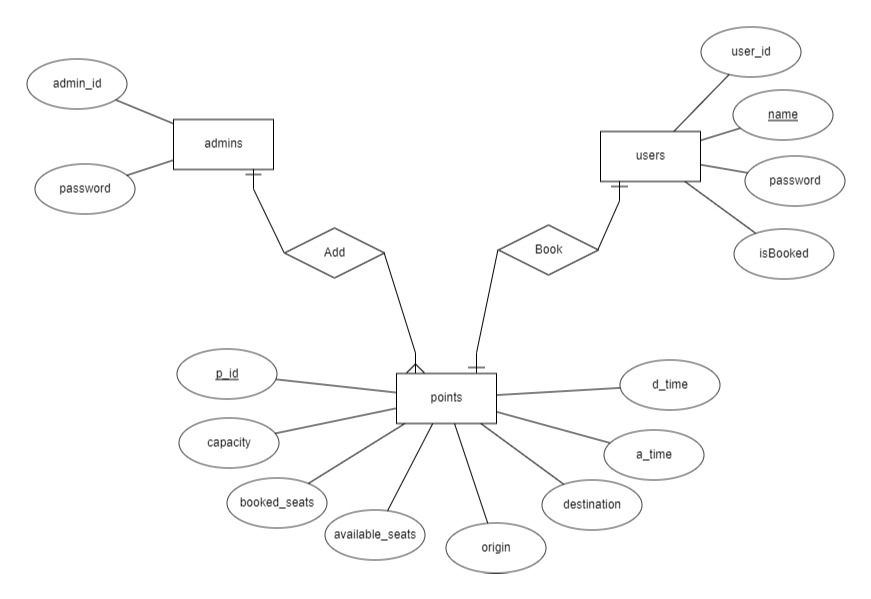 user_id
admin_id
name
admins
users
password
password
Add
Book
isBooked
p_id
d_time
points
capacity
a_time
booked_seats
destination
available_seats
origin